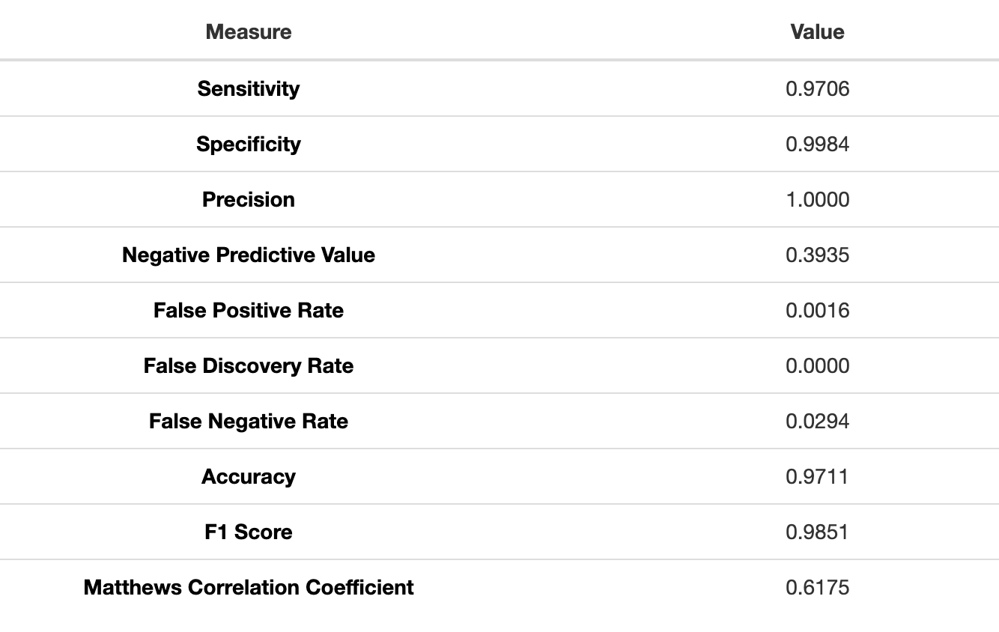 Measure Value
Sensitivity 0.9706
Specificity 0.9984
Precision 1.0000
Negative Predictive Value 0.3935
False Positive Rate 0.0016
False Discovery Rate 0.0000
False Negative Rate 0.0294
Accuracy 0.9711
F1 Score 0.9851
Matthews Correlation Coefficient 0.6175